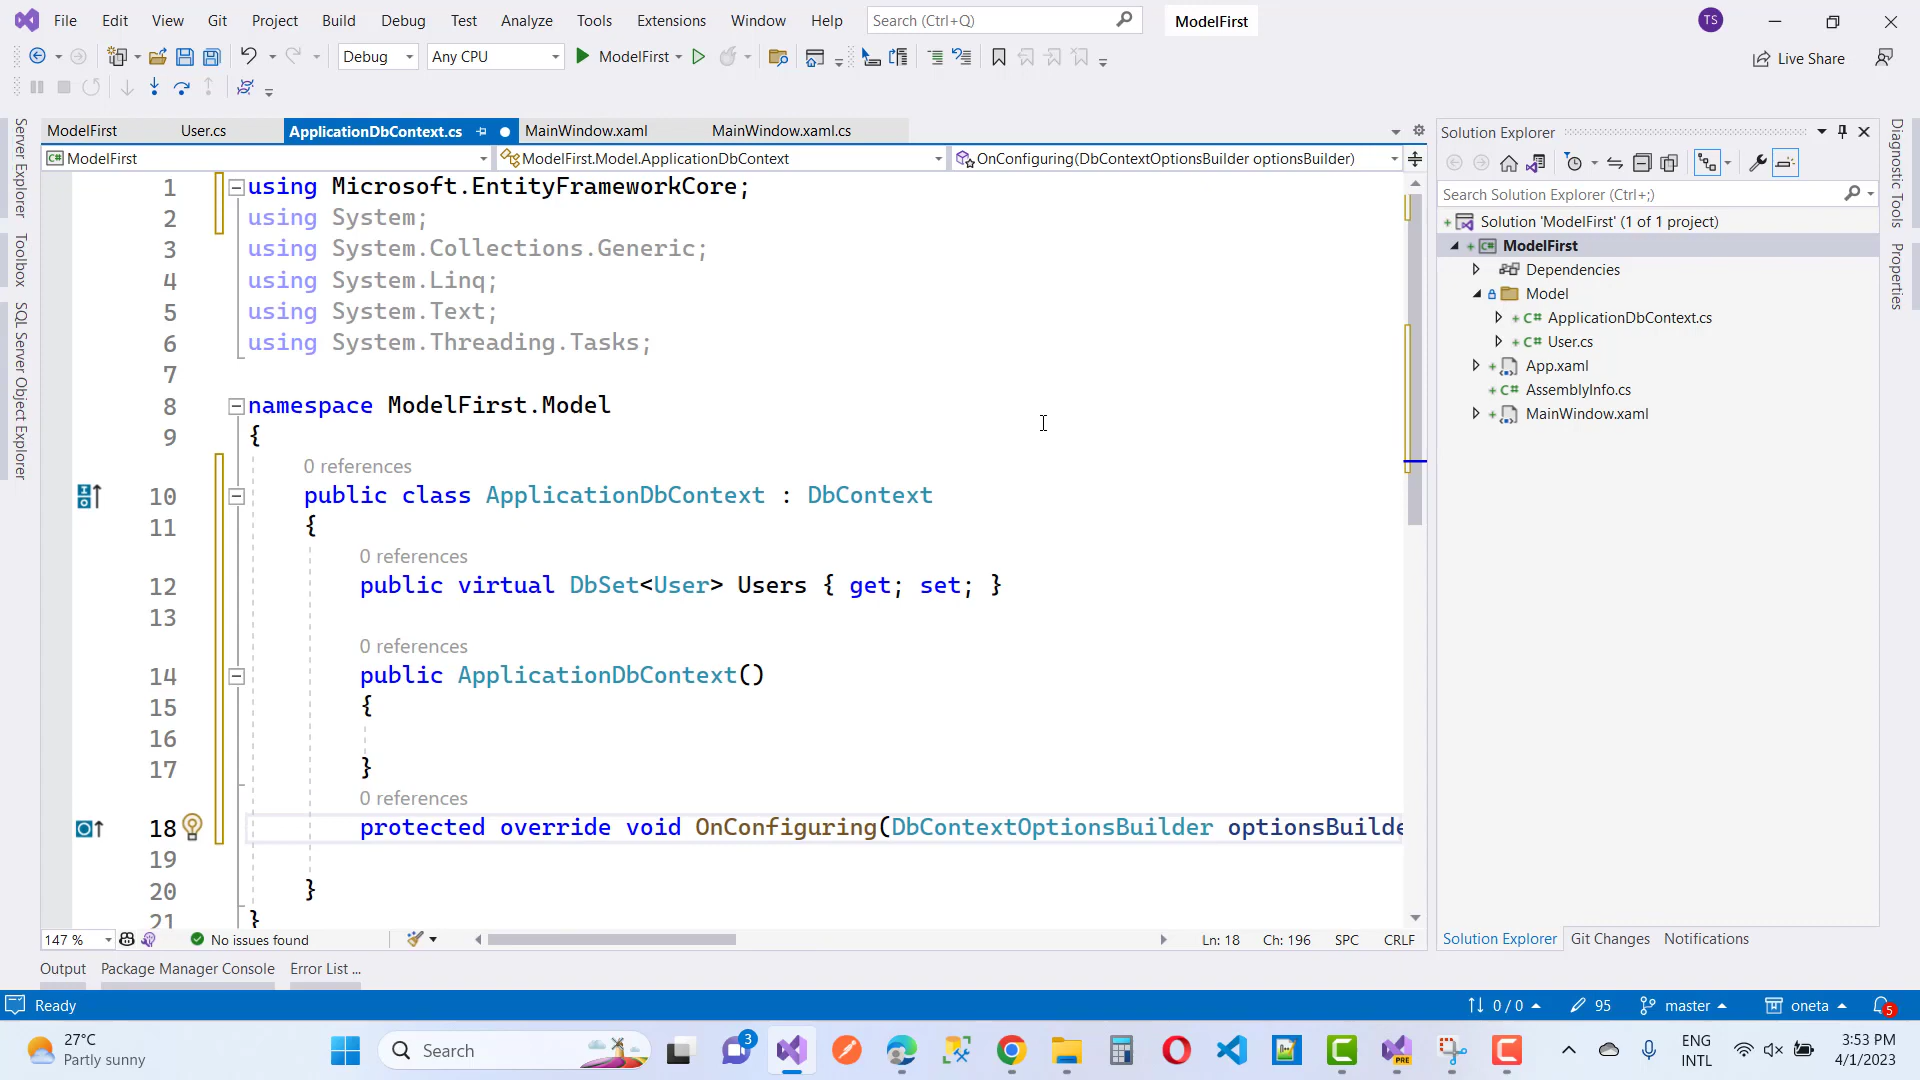 File Edit View Git Project Build Debug Test Analyze Tools Extensions Window Help Search (Ctrl+Q) ModelFirst TS
Debug Any CPU ModelFirst Live Share
ModelFirst User.cs ApplicationDbContext.cs MainWindow.xaml MainWindow.xaml.cs
ModelFirst ModelFirst.Model.ApplicationDbContext OnConfiguring(DbContextOptionsBuilder optionsBuilder)
Server Explorer
Toolbox
SQL Server Object Explorer
1 using Microsoft.EntityFrameworkCore;
2 using System;
3 using System.Collections.Generic;
4 using System.Linq;
5 using System.Text;
6 using System.Threading.Tasks;
7
8 namespace ModelFirst.Model
9 {
0 references
10 public class ApplicationDbContext : DbContext
11 {
0 references
12 public virtual DbSet<User> Users { get; set; }
13
0 references
14 public ApplicationDbContext()
15 {
16
17 }
0 references
18 protected override void OnConfiguring(DbContextOptionsBuilder optionsBuilde
19
20 }
21 }
147 % No issues found Ln: 18 Ch: 196 SPC CRLF
Solution Explorer
Search Solution Explorer (Ctrl+;)
Solution 'ModelFirst' (1 of 1 project)
ModelFirst
Dependencies
Model
C# ApplicationDbContext.cs
C# User.cs
App.xaml
C# AssemblyInfo.cs
MainWindow.xaml
Solution Explorer Git Changes Notifications
Diagnostic Tools
Properties
Output Package Manager Console Error List ...
Ready 0 / 0 95 master oneta 5
27°C
Partly sunny
Search 3 PRE
ENG
INTL
3:53 PM
4/1/2023